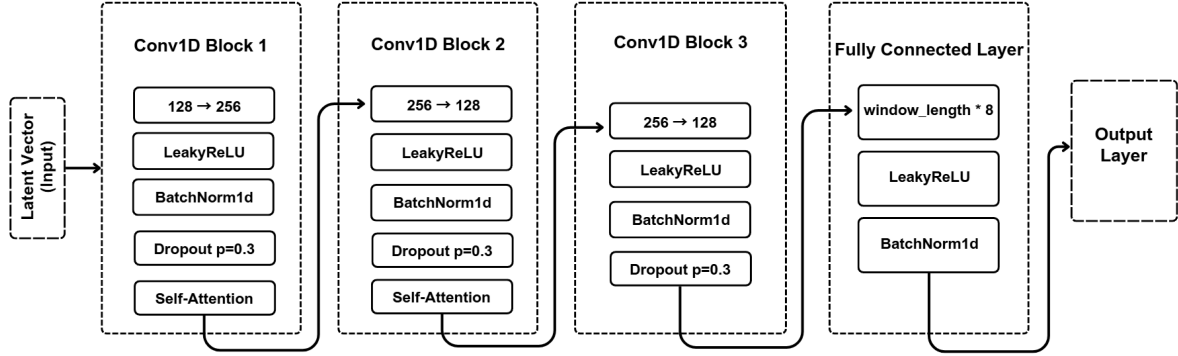 Latent Vector
(Input)
Conv1D Block 1
128 → 256
LeakyReLU
BatchNorm1d
Dropout p=0.3
Self-Attention
Conv1D Block 2
256 → 128
LeakyReLU
BatchNorm1d
Dropout p=0.3
Self-Attention
Conv1D Block 3
256 → 128
LeakyReLU
BatchNorm1d
Dropout p=0.3
Fully Connected Layer
window_length * 8
LeakyReLU
BatchNorm1d
Output
Layer